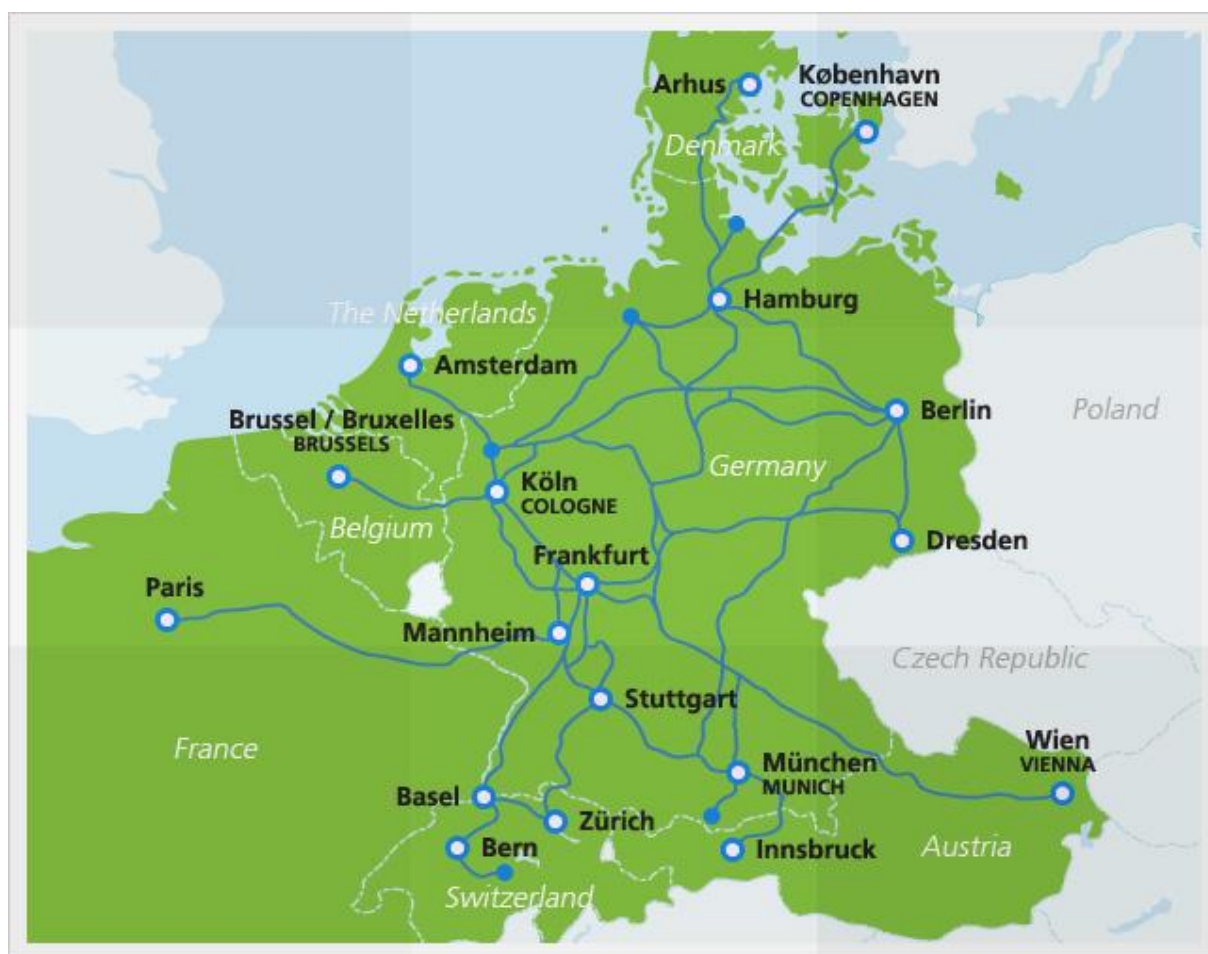 København
COPENHAGEN
Arhus
Denmark
Hamburg
The Netherlands
Amsterdam
Brussel / Bruxelles
BRUSSELS
Berlin
Poland
Germany
Köln
COLOGNE
Belgium
Frankfurt
Dresden
Paris
Mannheim
Czech Republic
Stuttgart
France
Wien
VIENNA
München
MUNICH
Basel
Zürich
Bern
Innsbruck
Austria
Switzerland